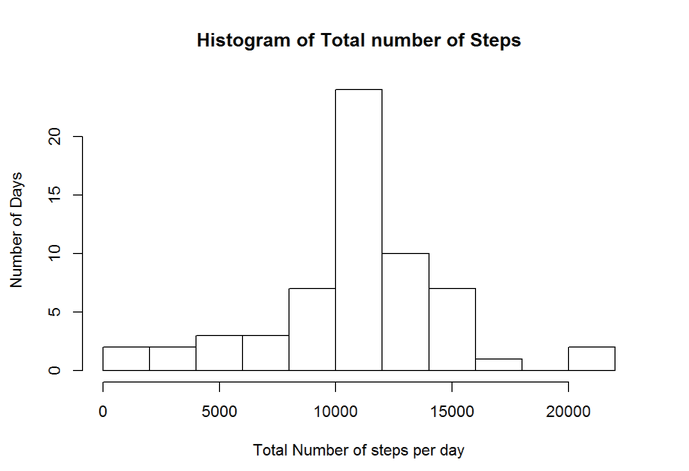 Histogram of Total number of Steps
Number of Days
20
15
10
5
0
0 5000 10000 15000 20000
Total Number of steps per day